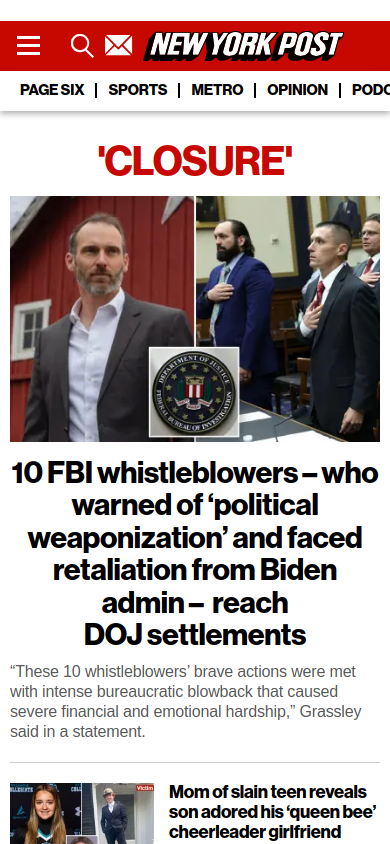 NEW YORK POST
PAGE SIX
SPORTS
METRO
OPINION
PODC
'CLOSURE'
DEPARTMENT OF JUSTICE
FEDERAL BUREAU OF INVESTIGATION
10 FBI whistleblowers – who
warned of ‘political
weaponization’ and faced
retaliation from Biden
admin – reach
DOJ settlements
“These 10 whistleblowers’ brave actions were met
with intense bureaucratic blowback that caused
severe financial and emotional hardship,” Grassley
said in a statement.
Victim
Mom of slain teen reveals
son adored his ‘queen bee’
cheerleader girlfriend